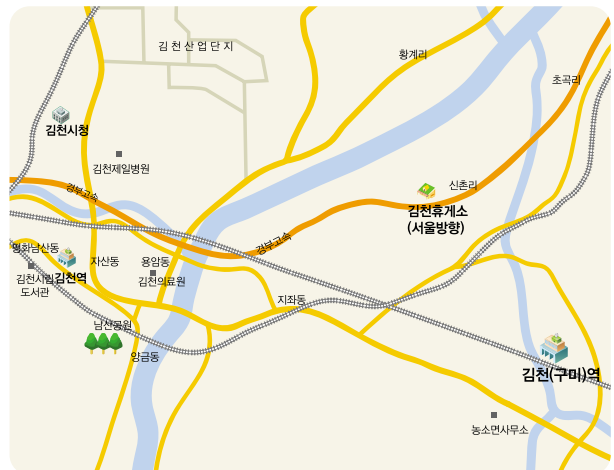 김천산업단지
황계리
초곡리
김천시청
김천제일병원
경부고속
신촌리
김천휴게소
(서울방향)
경부고속
평화남산동
김천시립
도서관
김천역
자산동
용암동
김천의료원
지좌동
남산공원
양금동
김천(구미)역
농소면사무소